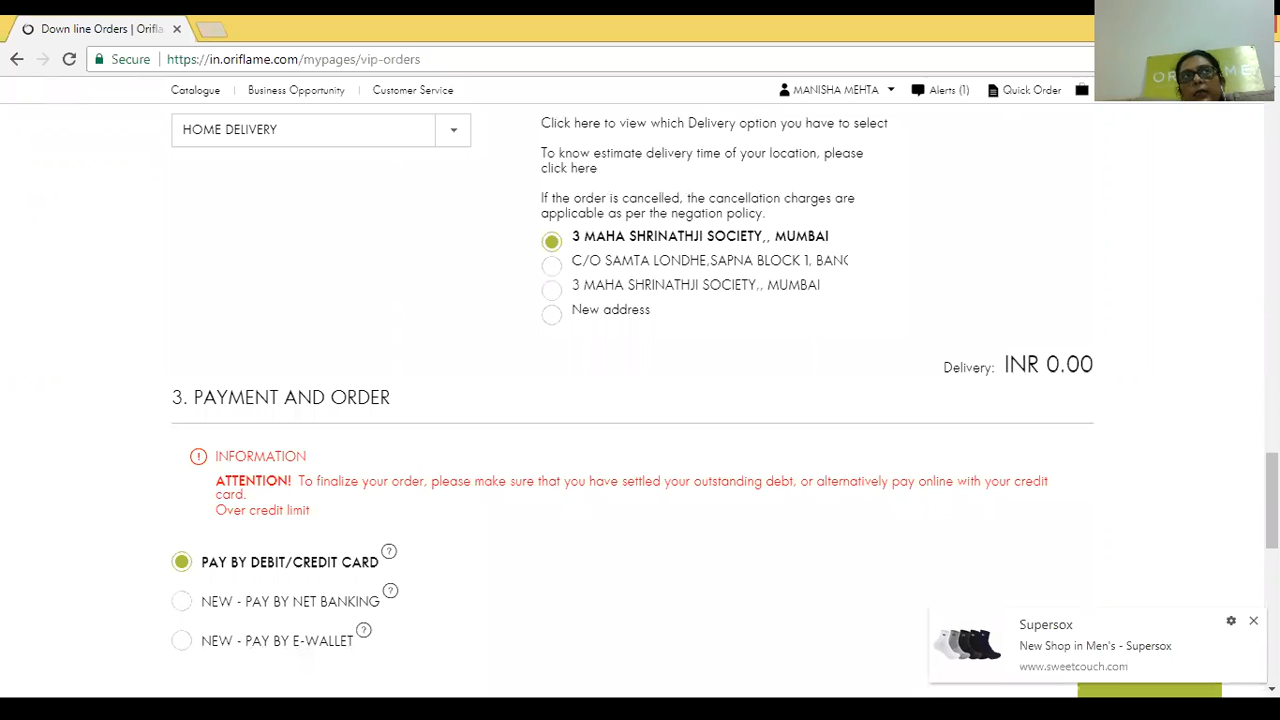 Down line Orders | Orifla
Secure
https://in.oriflame.com/mypages/vip-orders
Catalogue
Business Opportunity
Customer Service
MANISHA MEHTA
Alerts (1)
Quick Order
ORIFLAME
HOME DELIVERY
Click here to view which Delivery option you have to select
To know estimate delivery time of your location, please
click here
If the order is cancelled, the cancellation charges are
applicable as per the negation policy.
3 MAHA SHRINATHJI SOCIETY,, MUMBAI
C/O SAMTA LONDHE,SAPNA BLOCK 1, BANG
3 MAHA SHRINATHJI SOCIETY,, MUMBAI
New address
Delivery: INR 0.00
3. PAYMENT AND ORDER
INFORMATION
ATTENTION! To finalize your order, please make sure that you have settled your outstanding debt, or alternatively pay online with your credit
card.
Over credit limit
PAY BY DEBIT/CREDIT CARD ?
NEW - PAY BY NET BANKING ?
NEW - PAY BY E-WALLET ?
Supersox
New Shop in Men's - Supersox
www.sweetcouch.com